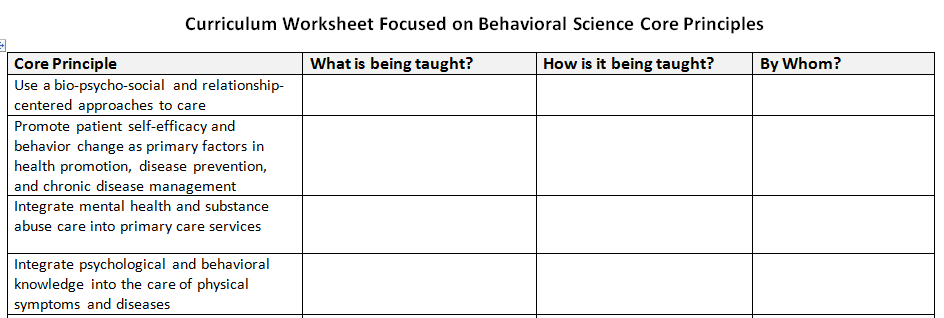 Curriculum Worksheet Focused on Behavioral Science Core Principles
Core Principle What is being taught? How is it being taught? By Whom?
Use a bio-psycho-social and relationship-
centered approaches to care
Promote patient self-efficacy and
behavior change as primary factors in
health promotion, disease prevention,
and chronic disease management
Integrate mental health and substance
abuse care into primary care services
Integrate psychological and behavioral
knowledge into the care of physical
symptoms and diseases